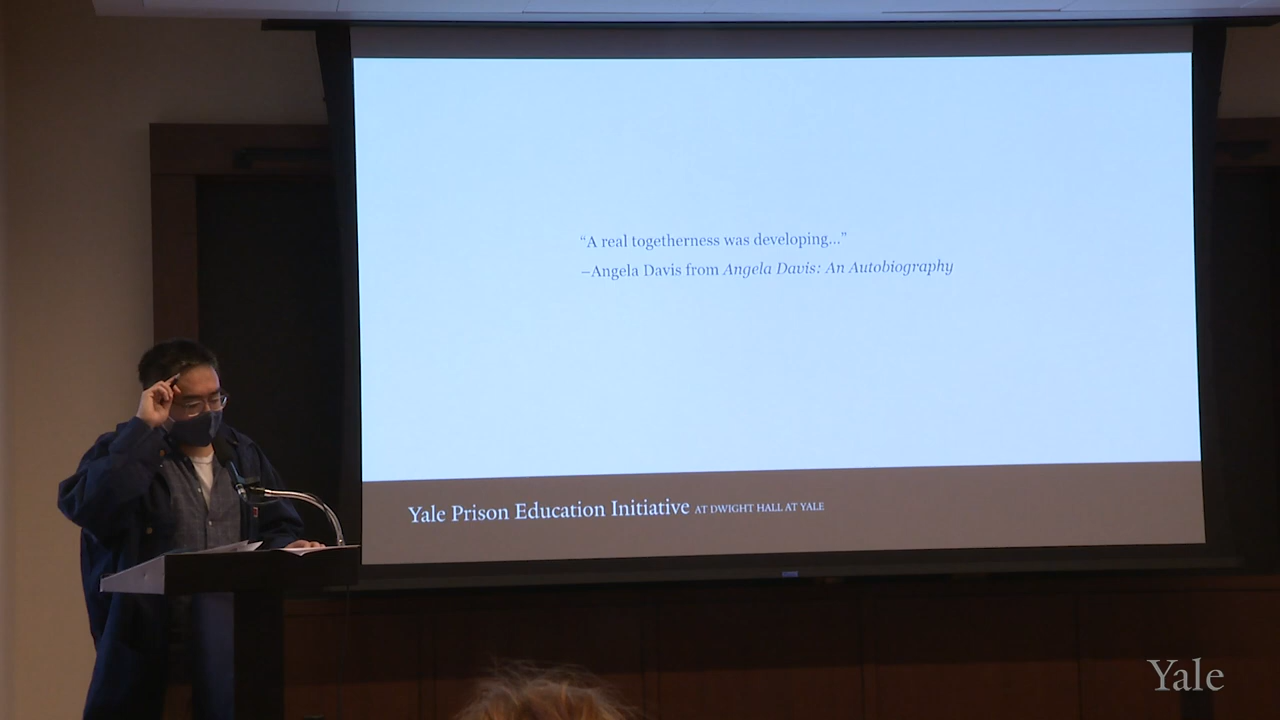 “A real togetherness was developing...”
–Angela Davis from Angela Davis: An Autobiography
Yale Prison Education Initiative AT DWIGHT HALL AT YALE
Yale